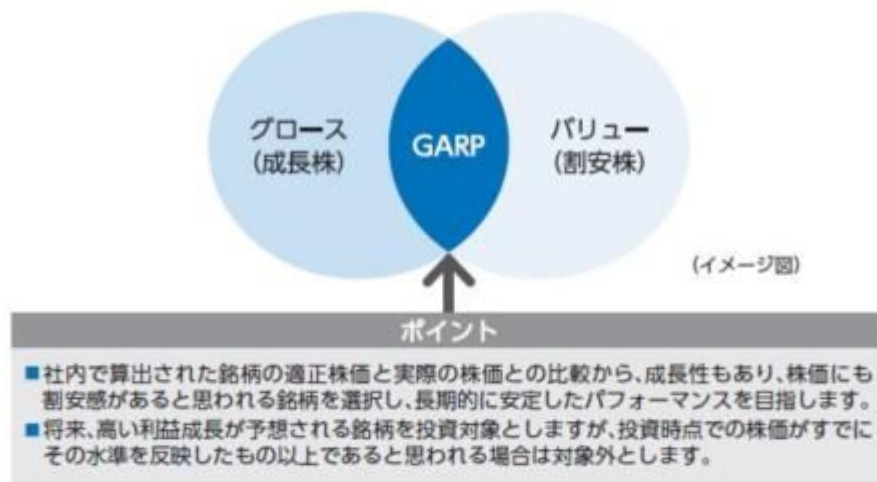 グロース
(成長株)
GARP
バリュー
(割安株)
(イメージ図)
ポイント
■社内で算出された銘柄の適正株価と実際の株価との比較から、成長性もあり、株価にも
割安感があると思われる銘柄を選択し、長期的に安定したパフォーマンスを目指します。
■将来、高い利益成長が予想される銘柄を投資対象としますが、投資時点での株価がすでに
その水準を反映したもの以上であると思われる場合は対象外とします。